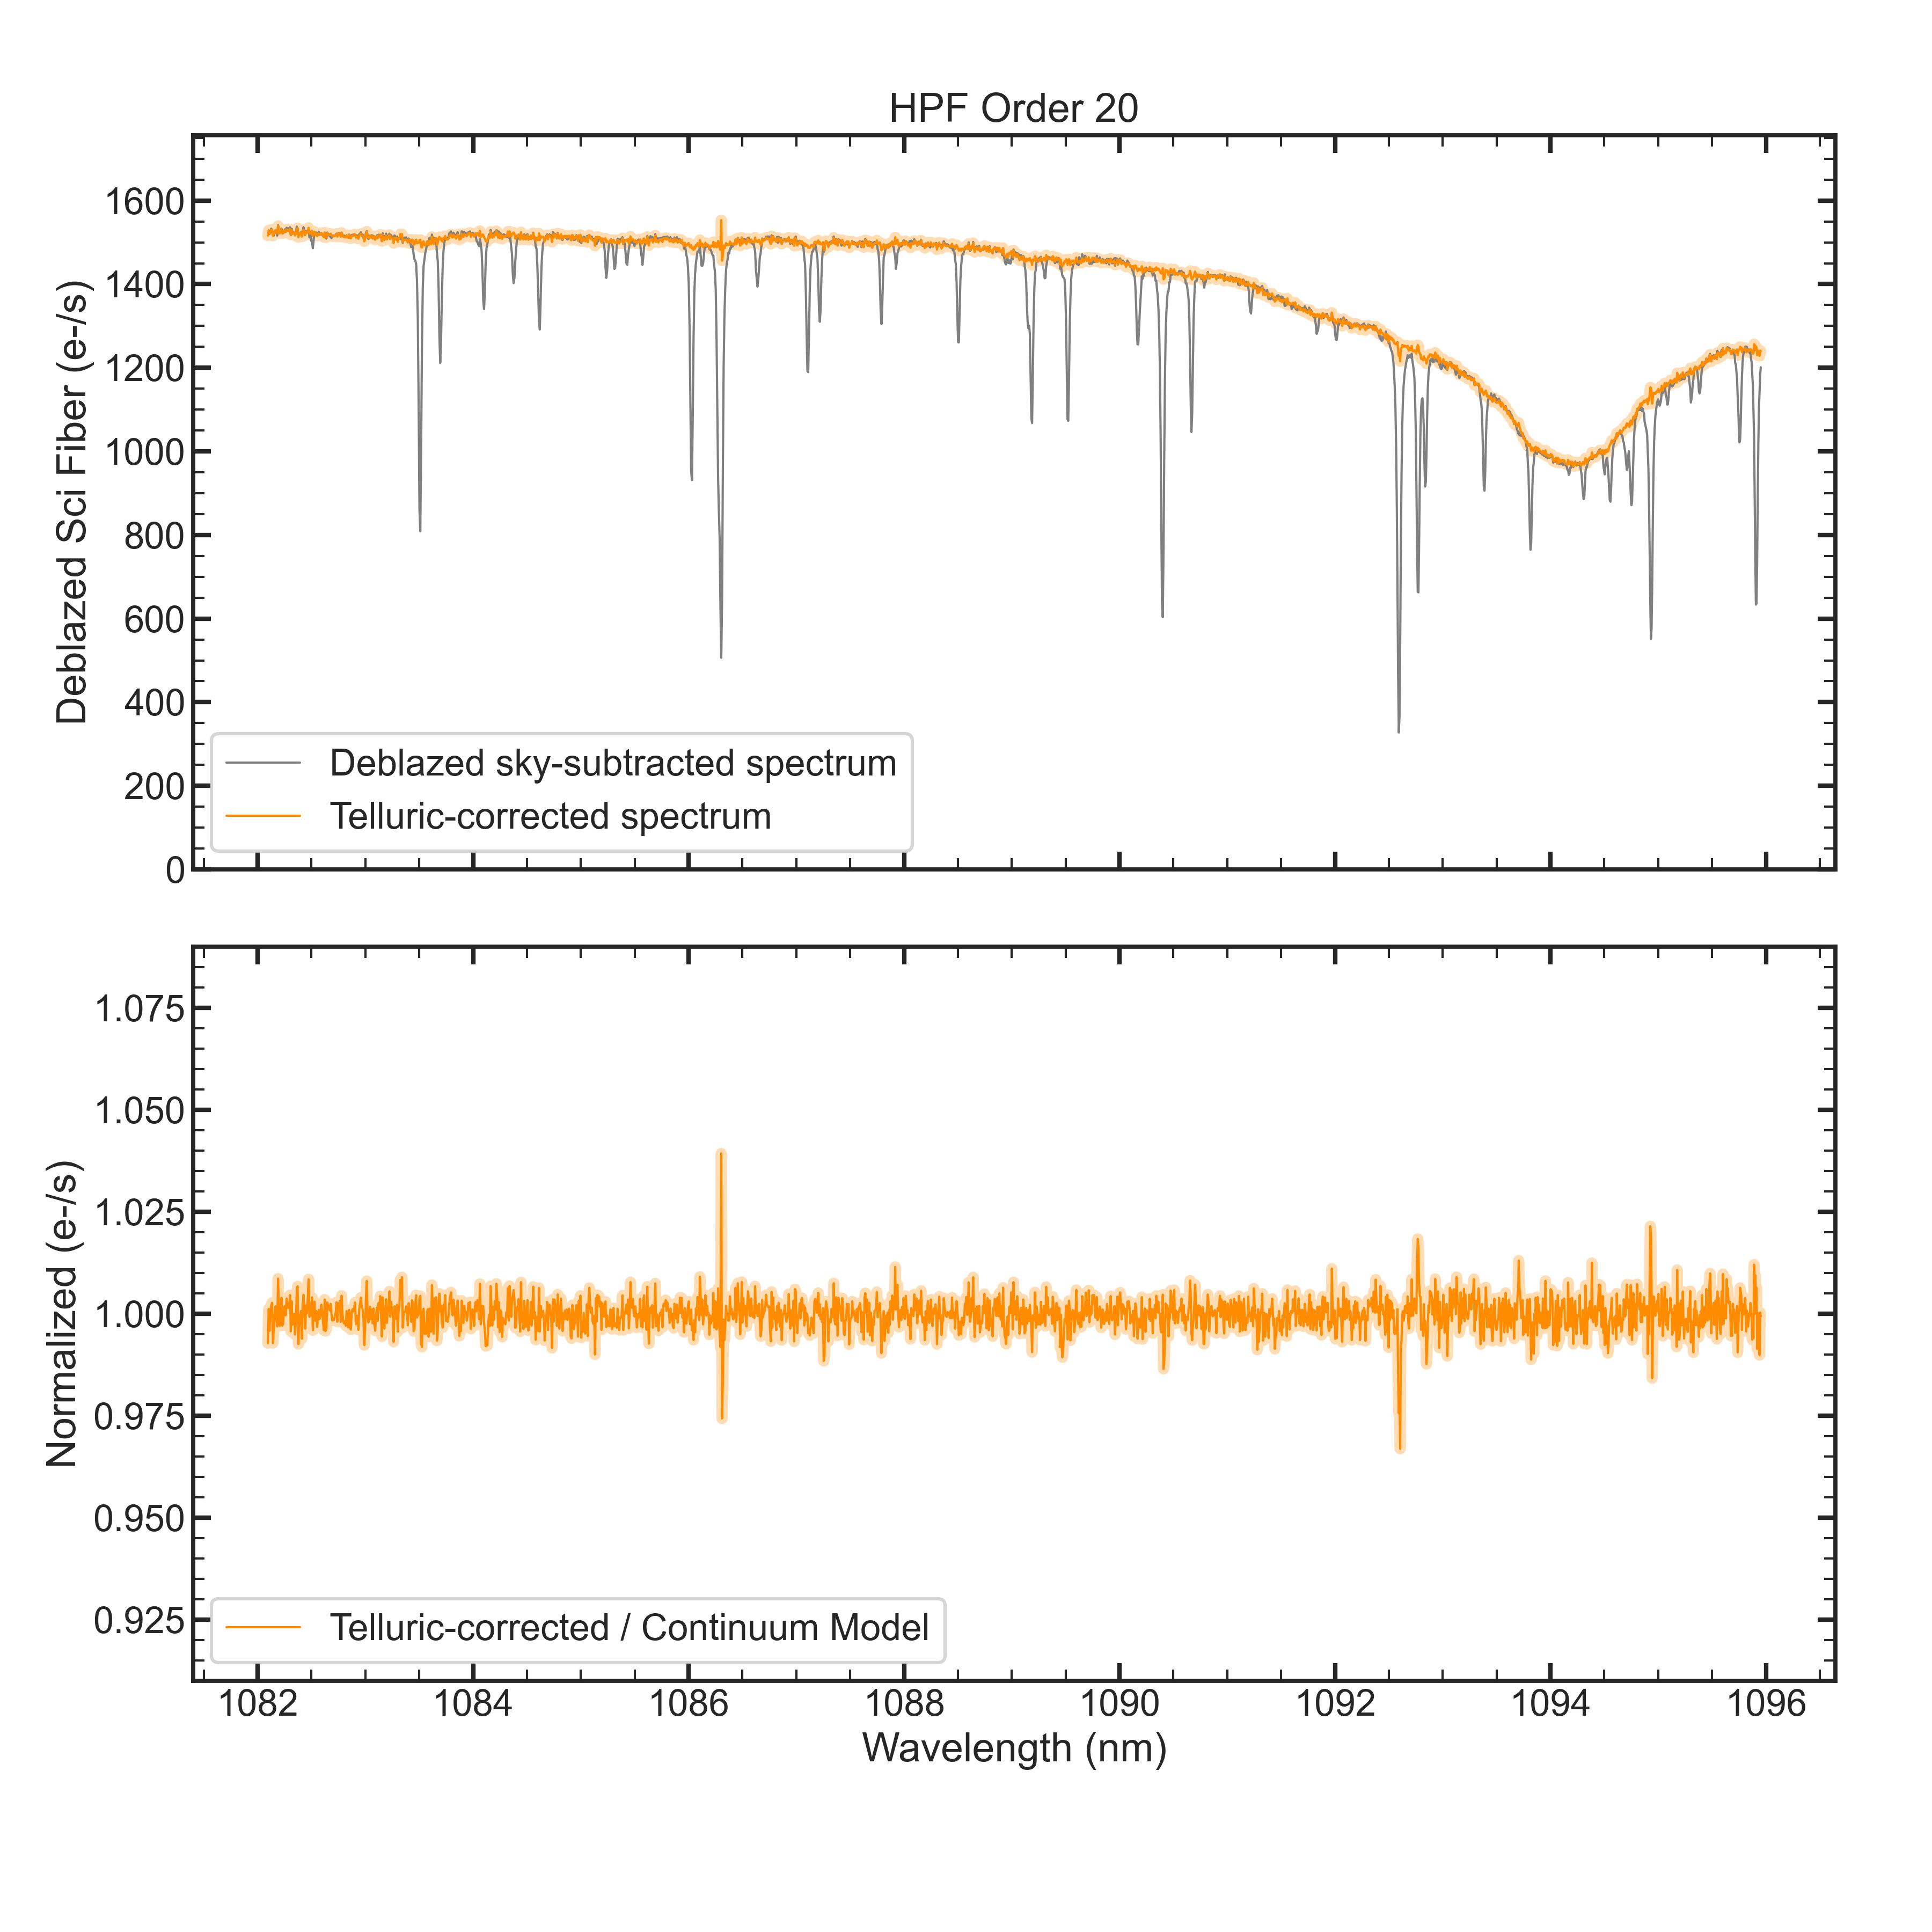 HPF Order 20
1600
1400
1200
1000
800
600
400
200
0
Deblazed Sci Fiber (e-/s)
Deblazed sky-subtracted spectrum
Telluric-corrected spectrum
1.075
1.050
1.025
1.000
0.975
0.950
0.925
Normalized (e-/s)
Telluric-corrected / Continuum Model
1082 1084 1086 1088 1090 1092 1094 1096
Wavelength (nm)